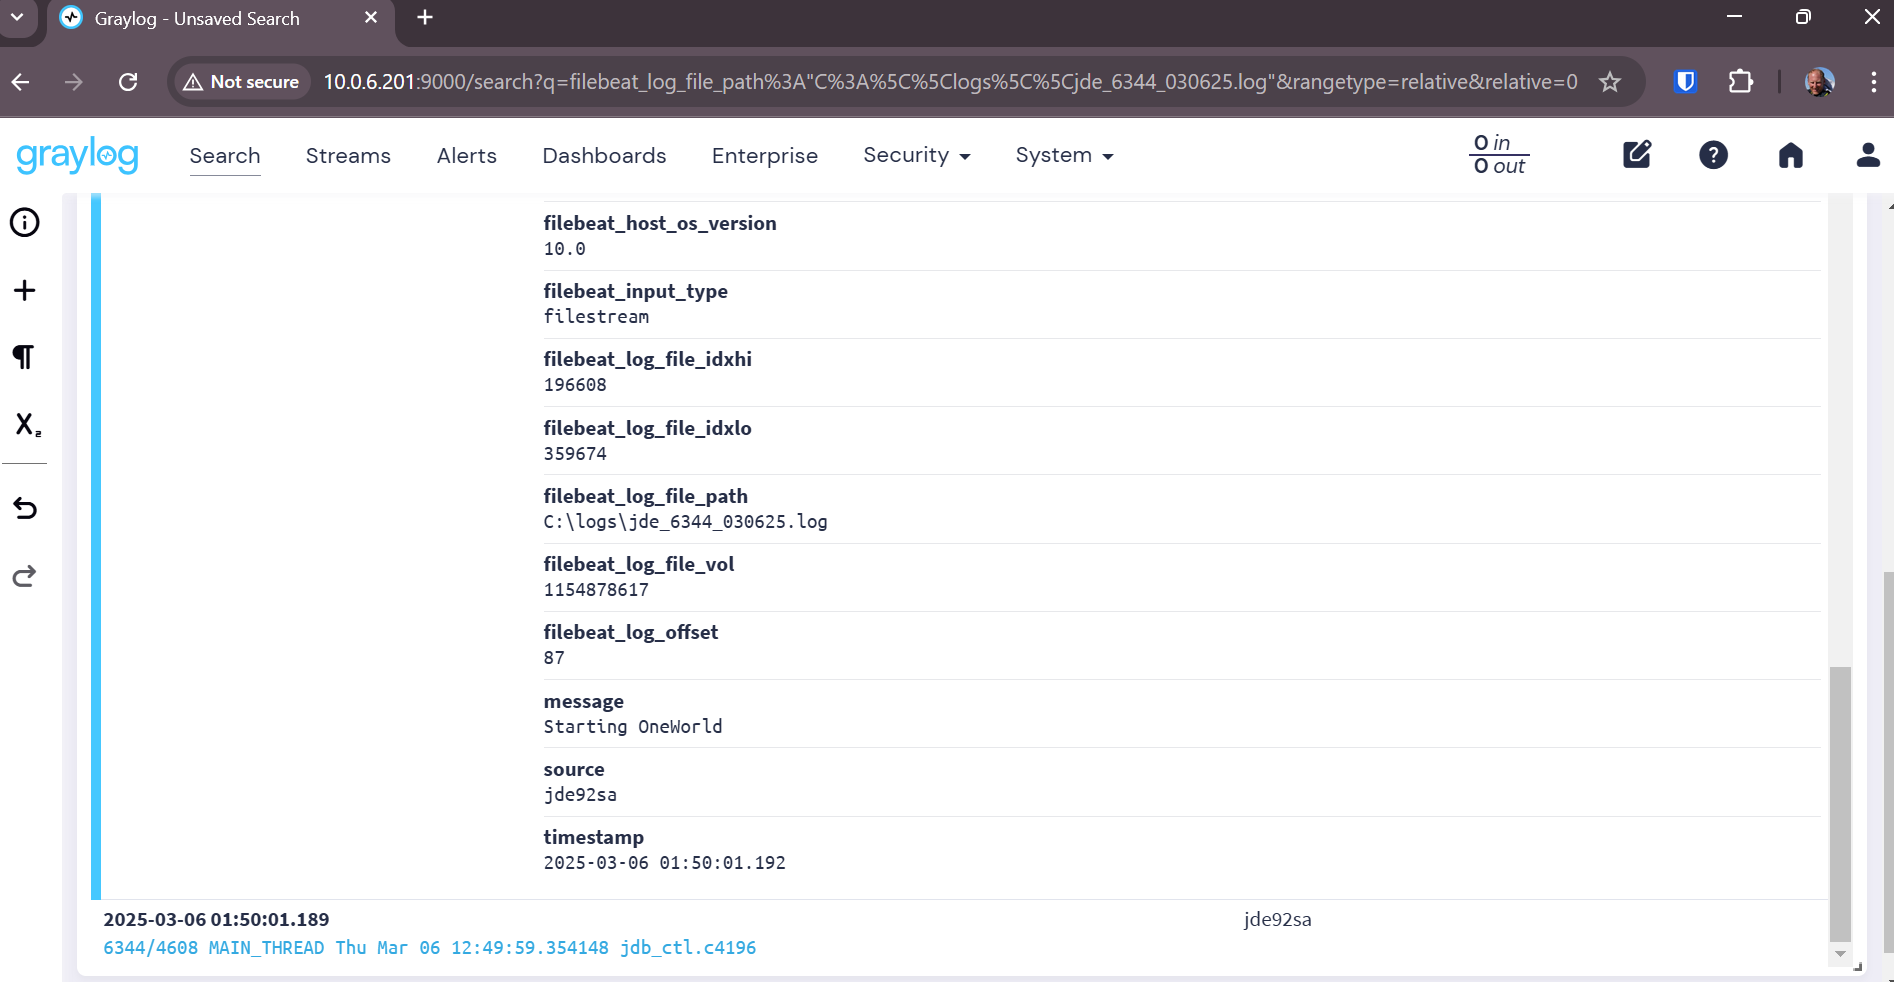 Graylog - Unsaved Search
Not secure
10.0.6.201:9000/search?q=filebeat_log_file_path%3A"C%3A%5C%5Clogs%5C%5Cjde_6344_030625.log"&rangetype=relative&relative=0
graylog
Search
Streams
Alerts
Dashboards
Enterprise
Security
System
0 in
0 out
filebeat_host_os_version
10.0
filebeat_input_type
filestream
filebeat_log_file_idxhi
196608
filebeat_log_file_idxlo
359674
filebeat_log_file_path
C:\logs\jde_6344_030625.log
filebeat_log_file_vol
1154878617
filebeat_log_offset
87
message
Starting OneWorld
source
jde92sa
timestamp
2025-03-06 01:50:01.192
2025-03-06 01:50:01.189
jde92sa
6344/4608 MAIN_THREAD Thu Mar 06 12:49:59.354148 jdb_ctl.c4196